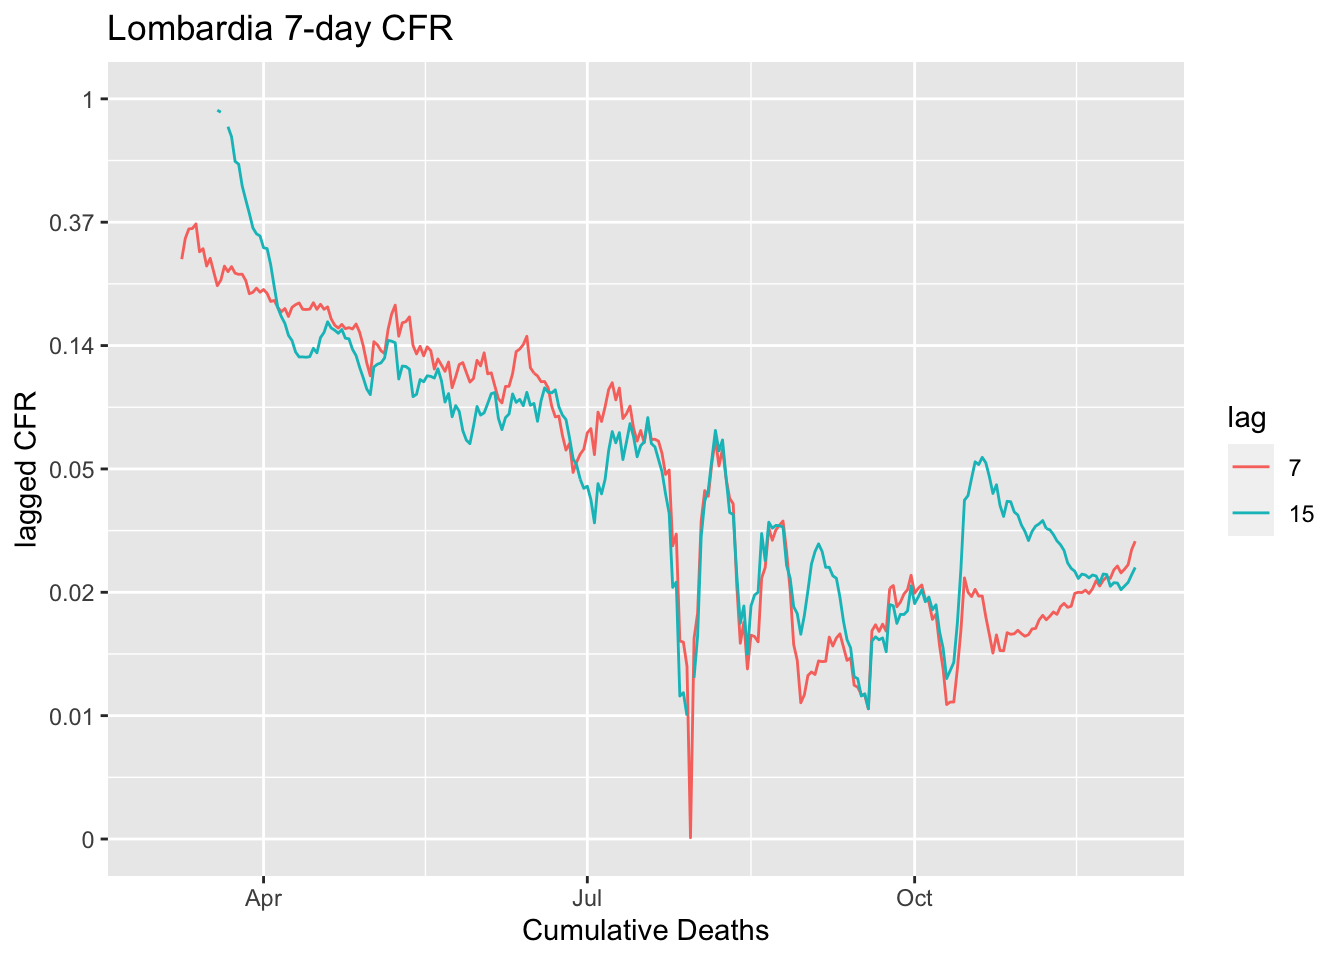 Lombardia 7-day CFR
1
0.37
0.14
0.05
0.02
0.01
0
lagged CFR
Apr
Jul
Oct
Cumulative Deaths
lag
7
15